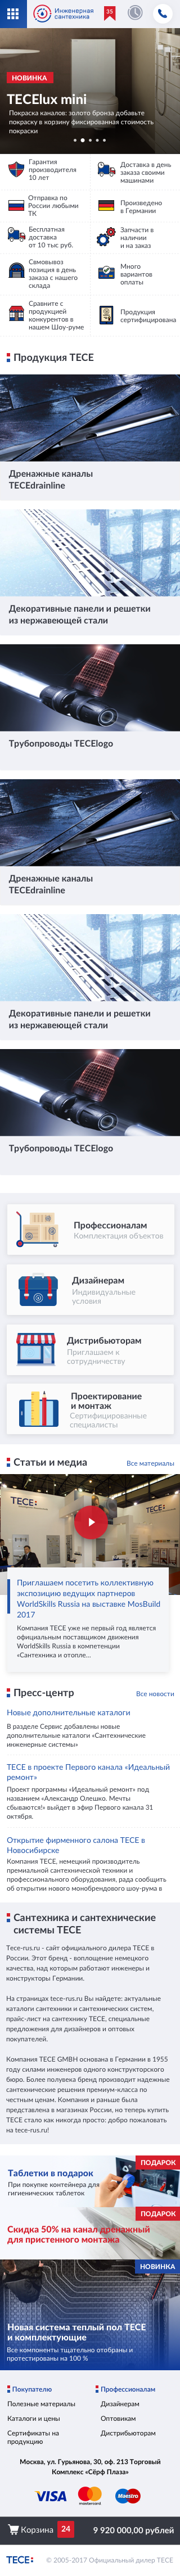 Инженерная
сантехника
35
НОВИНКА
TECElux mini
Покраска каналов: золото бронза добавьте
покраску в корзину фиксированная стоимость
покраски
Гарантия
производителя
10 лет
Доставка в день
заказа своими
машинами
Отправка по
России любыми
ТК
Произведено
в Германии
Бесплатная
доставка
от 10 тыс руб.
Запчасти в
наличии
и на заказ
Свмовывоз
позиция в день
заказа с нашего
склада
Много
вариантов
оплаты
Сравните с
продукцией
конкурентов в
нашем Шоу-руме
Продукция
сертифицирована
Продукция TECE
Дренажные каналы
TECEdrainline
Декоративные панели и решетки
из нержавеющей стали
Трубопроводы TECElogo
Дренажные каналы
TECEdrainline
Декоративные панели и решетки
из нержавеющей стали
Трубопроводы TECElogo
Профессионалам
Комплектация объектов
Дизайнерам
Индивидуальные
условия
Дистрибьюторам
Приглашаем к
сотрудничеству
Проектирование
и монтаж
Сертифицированные
специалисты
Статьи и медиа
Все материалы
TECE:
TECE:
Приглашаем посетить коллективную
экспозицию ведущих партнеров
WorldSkills Russia на выставке MosBuild
2017
Компания TECE уже не первый год является
официальным поставщиком движения
WorldSkills Russia в компетенции
«Сантехника и отопле...
Пресс-центр
Все новости
Новые дополнительные каталоги
В разделе Сервис добавлены новые
дополнительные каталоги «Сантехнические
инженерные системы»
TECE в проекте Первого канала «Идеальный
ремонт»
Проект программы «Идеальный ремонт» под
названием «Александр Олешко. Мечты
сбываются!» выйдет в эфир Первого канала 31
октября.
Открытие фирменного салона TECE в
Новосибирске
Компания TECE, немецкий производитель
премиальной сантехнической техники
профессионального оборудования, рада сообщить
об открытии нового монобрендового шоу-рума в
Сантехника и сантехнические
системы TECE
Tece-rus.ru - сайт официального дилера TECE в
России. Этот бренд - воплощение немецкого
качества, над которым работают инженеры и
конструкторы Германии.
На страницах tece-rus.ru Вы найдете: актуальные
каталоги сантехники и сантехнических систем,
прайс-лист на сантехнику TECE, специальные
предложения для дизайнеров и оптовых
покупателей.
Компания TECE GMBH основана в Германии в 1955
году силами инженеров одного конструкторского
бюро. Более полувека бренд производит надежные
сантехнические решения премиум-класса по
честным ценам. Компания и раньше была
представлена в магазинах России, но теперь купить
TECE стало как никогда просто: добро пожаловать
на tece-rus.ru!
ПОДАРОК
Таблетки в подарок
При покупке контейнера для
гигиенических таблеток
ПОДАРОК
Скидка 50% на канал дренажный
для пристенного монтажа
НОВИНКА
Новая система теплый пол TECE
и комплектующие
Все компоненты тщательно отобраны и
протестированы на 100 %
Покупателю
Профессионалам
Полезные материалы
Дизайнерам
Каталоги и цены
Оптовикам
Сертификаты на
продукцию
Дистрибьюторам
Москва, ул. Гурьянова, 30, оф. 213 Торговый
Комплекс «Сёрф Плаза»
VISA
mastercard
Maestro
Корзина
24
9 920 000,00 рублей
TECE:
© 2005-2017 Официальный дилер TECE